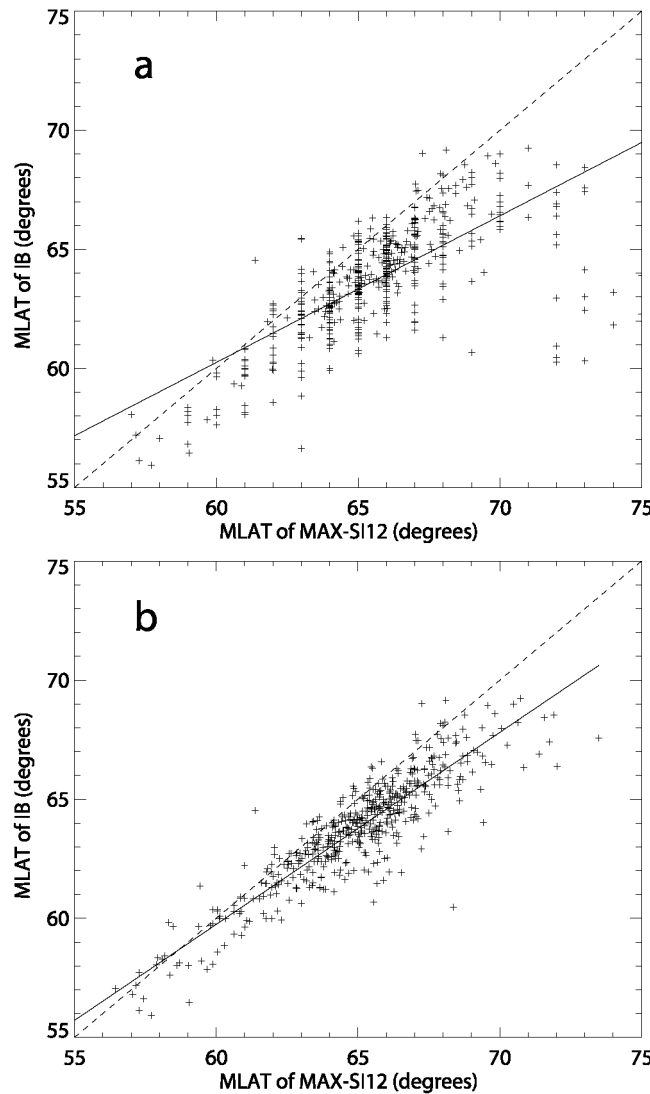 a
75
70
65
60
55
MLAT of IB (degrees)
55 60 65 70 75
MLAT of MAX-SI12 (degrees)
b
75
70
65
60
55
MLAT of IB (degrees)
55 60 65 70 75
MLAT of MAX-SI12 (degrees)